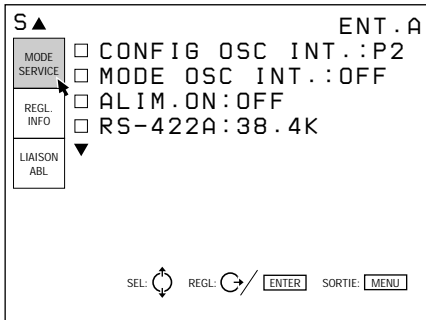 S▲ ENT.A
MODE
SERVICE
REGL.
INFO
LIAISON
ABL
□ CONFIG OSC INT.:P2
□ MODE OSC INT.:OFF
□ ALIM.ON:OFF
□ RS-422A:38.4K
▼
SEL: REGL: / ENTER SORTIE: MENU